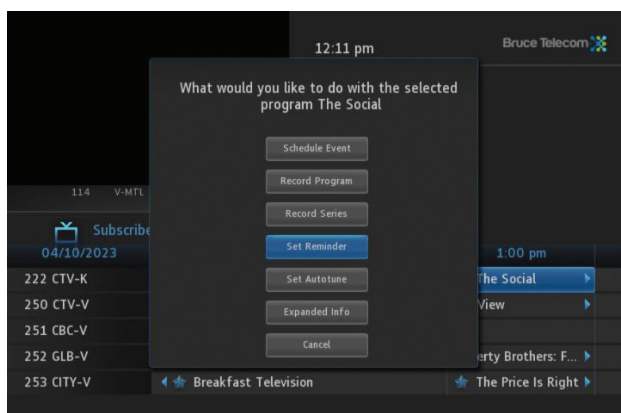 12:11 pm
Bruce Telecom
What would you like to do with the selected
program The Social
Schedule Event
Record Program
Record Series
Set Reminder
Set Autotune
Expanded Info
Cancel
114 V-MTL
Subscribe
04/10/2023 1:00 pm
222 CTV-K The Social
250 CTV-V View
251 CBC-V
252 GLB-V erty Brothers: F...
253 CITY-V Breakfast Television The Price Is Right